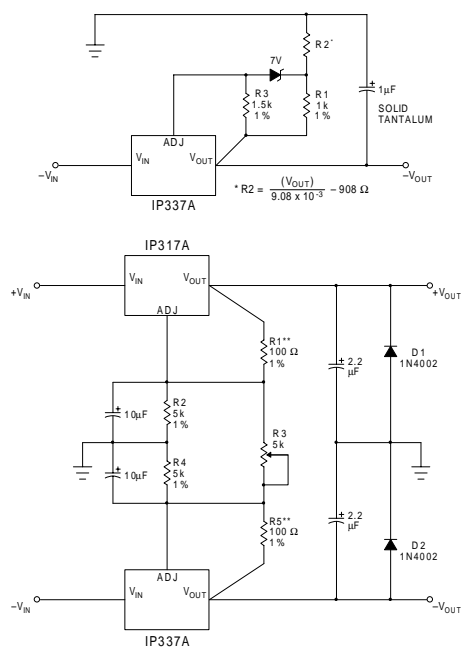 R2*
7V
R3
1.5k
1%
R1
1k
1%
+
1µF
SOLID
TANTALUM
ADJ
–VIN
VIN
VOUT
–VOUT
IP337A
* R2 = (VOUT) / 9.08 x 10-3 – 908 Ω
IP317A
+VIN
VIN
VOUT
+VOUT
ADJ
R1**
100 Ω
1%
D1
1N4002
+ 2.2
µF
+
10µF
R2
5k
1%
R3
5k
+
10µF
R4
5k
1%
+ 2.2
µF
R5**
100 Ω
1%
D2
1N4002
ADJ
–VIN
VIN
VOUT
–VOUT
IP337A